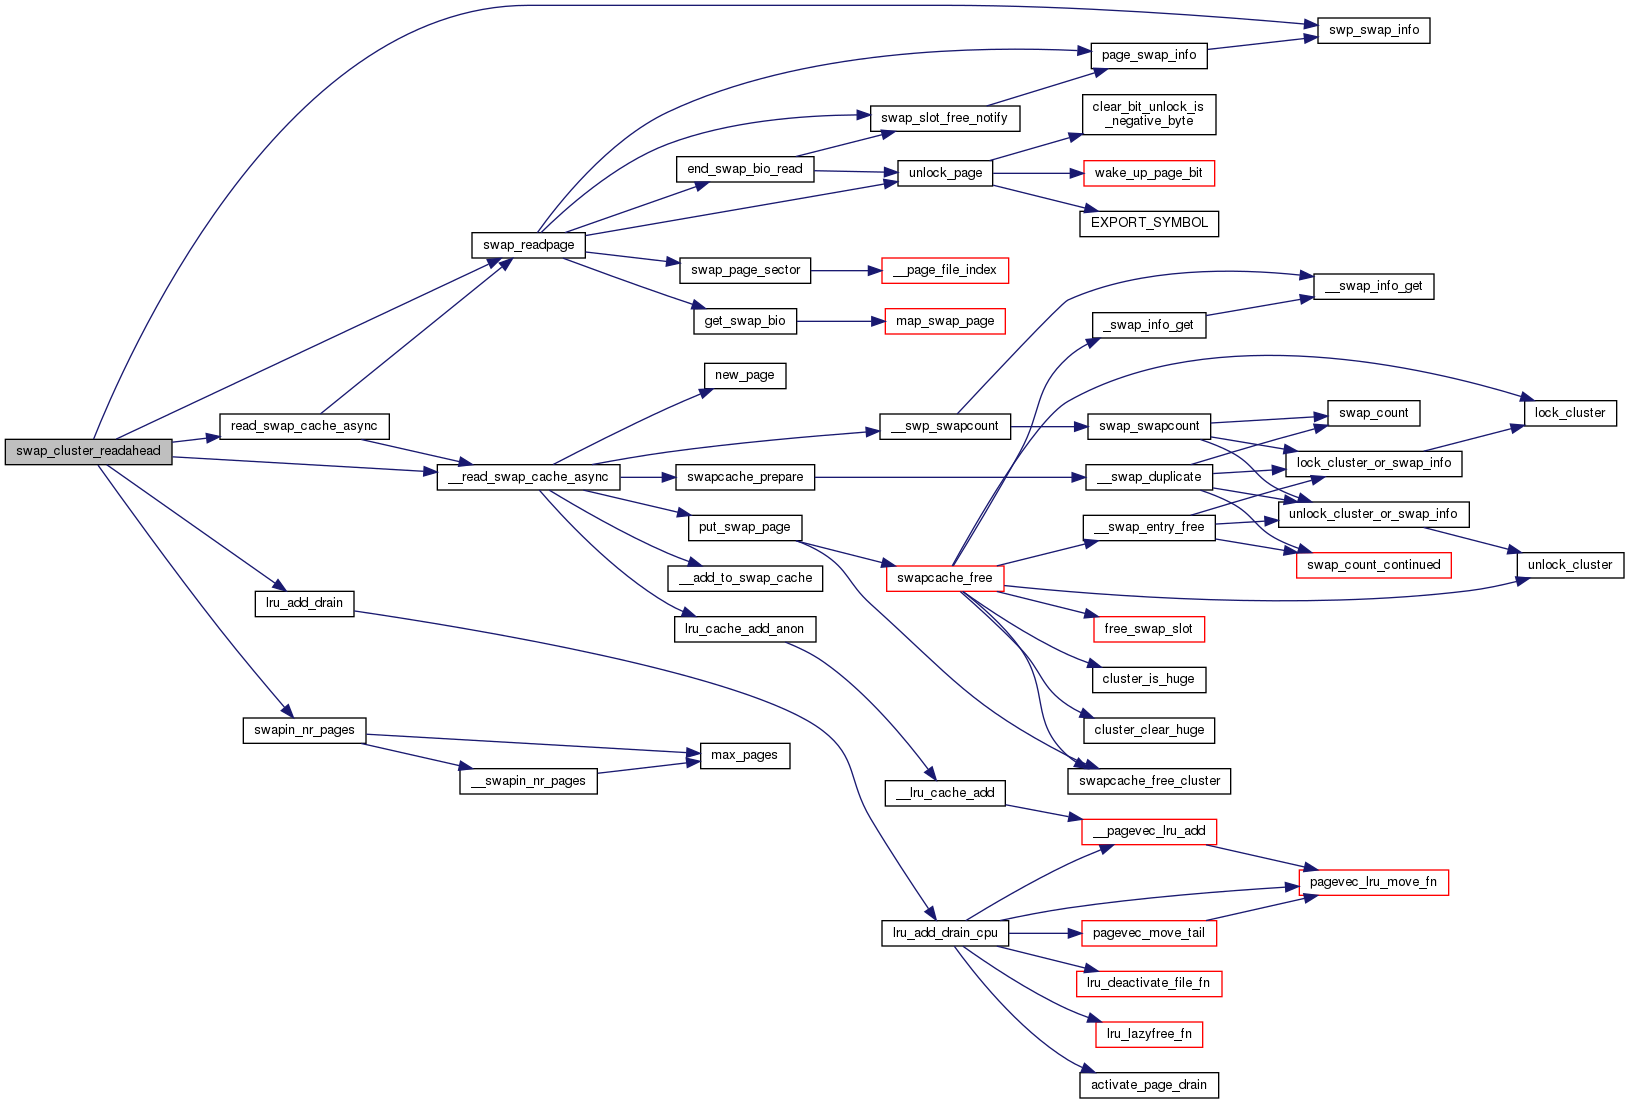 swp_swap_info
page_swap_info
clear_bit_unlock_is
_negative_byte
swap_slot_free_notify
end_swap_bio_read
unlock_page
wake_up_page_bit
EXPORT_SYMBOL
swap_readpage
swap_page_sector
__page_file_index
__swap_info_get
get_swap_bio
map_swap_page
_swap_info_get
new_page
read_swap_cache_async
__swp_swapcount
swap_swapcount
swap_count
lock_cluster
swap_cluster_readahead
lock_cluster_or_swap_info
__read_swap_cache_async
swapcache_prepare
__swap_duplicate
unlock_cluster_or_swap_info
put_swap_page
__swap_entry_free
swap_count_continued
unlock_cluster
__add_to_swap_cache
swapcache_free
lru_add_drain
lru_cache_add_anon
free_swap_slot
cluster_is_huge
swapin_nr_pages
cluster_clear_huge
max_pages
__swapin_nr_pages
swapcache_free_cluster
__lru_cache_add
__pagevec_lru_add
pagevec_lru_move_fn
lru_add_drain_cpu
pagevec_move_tail
lru_deactivate_file_fn
lru_lazyfree_fn
activate_page_drain